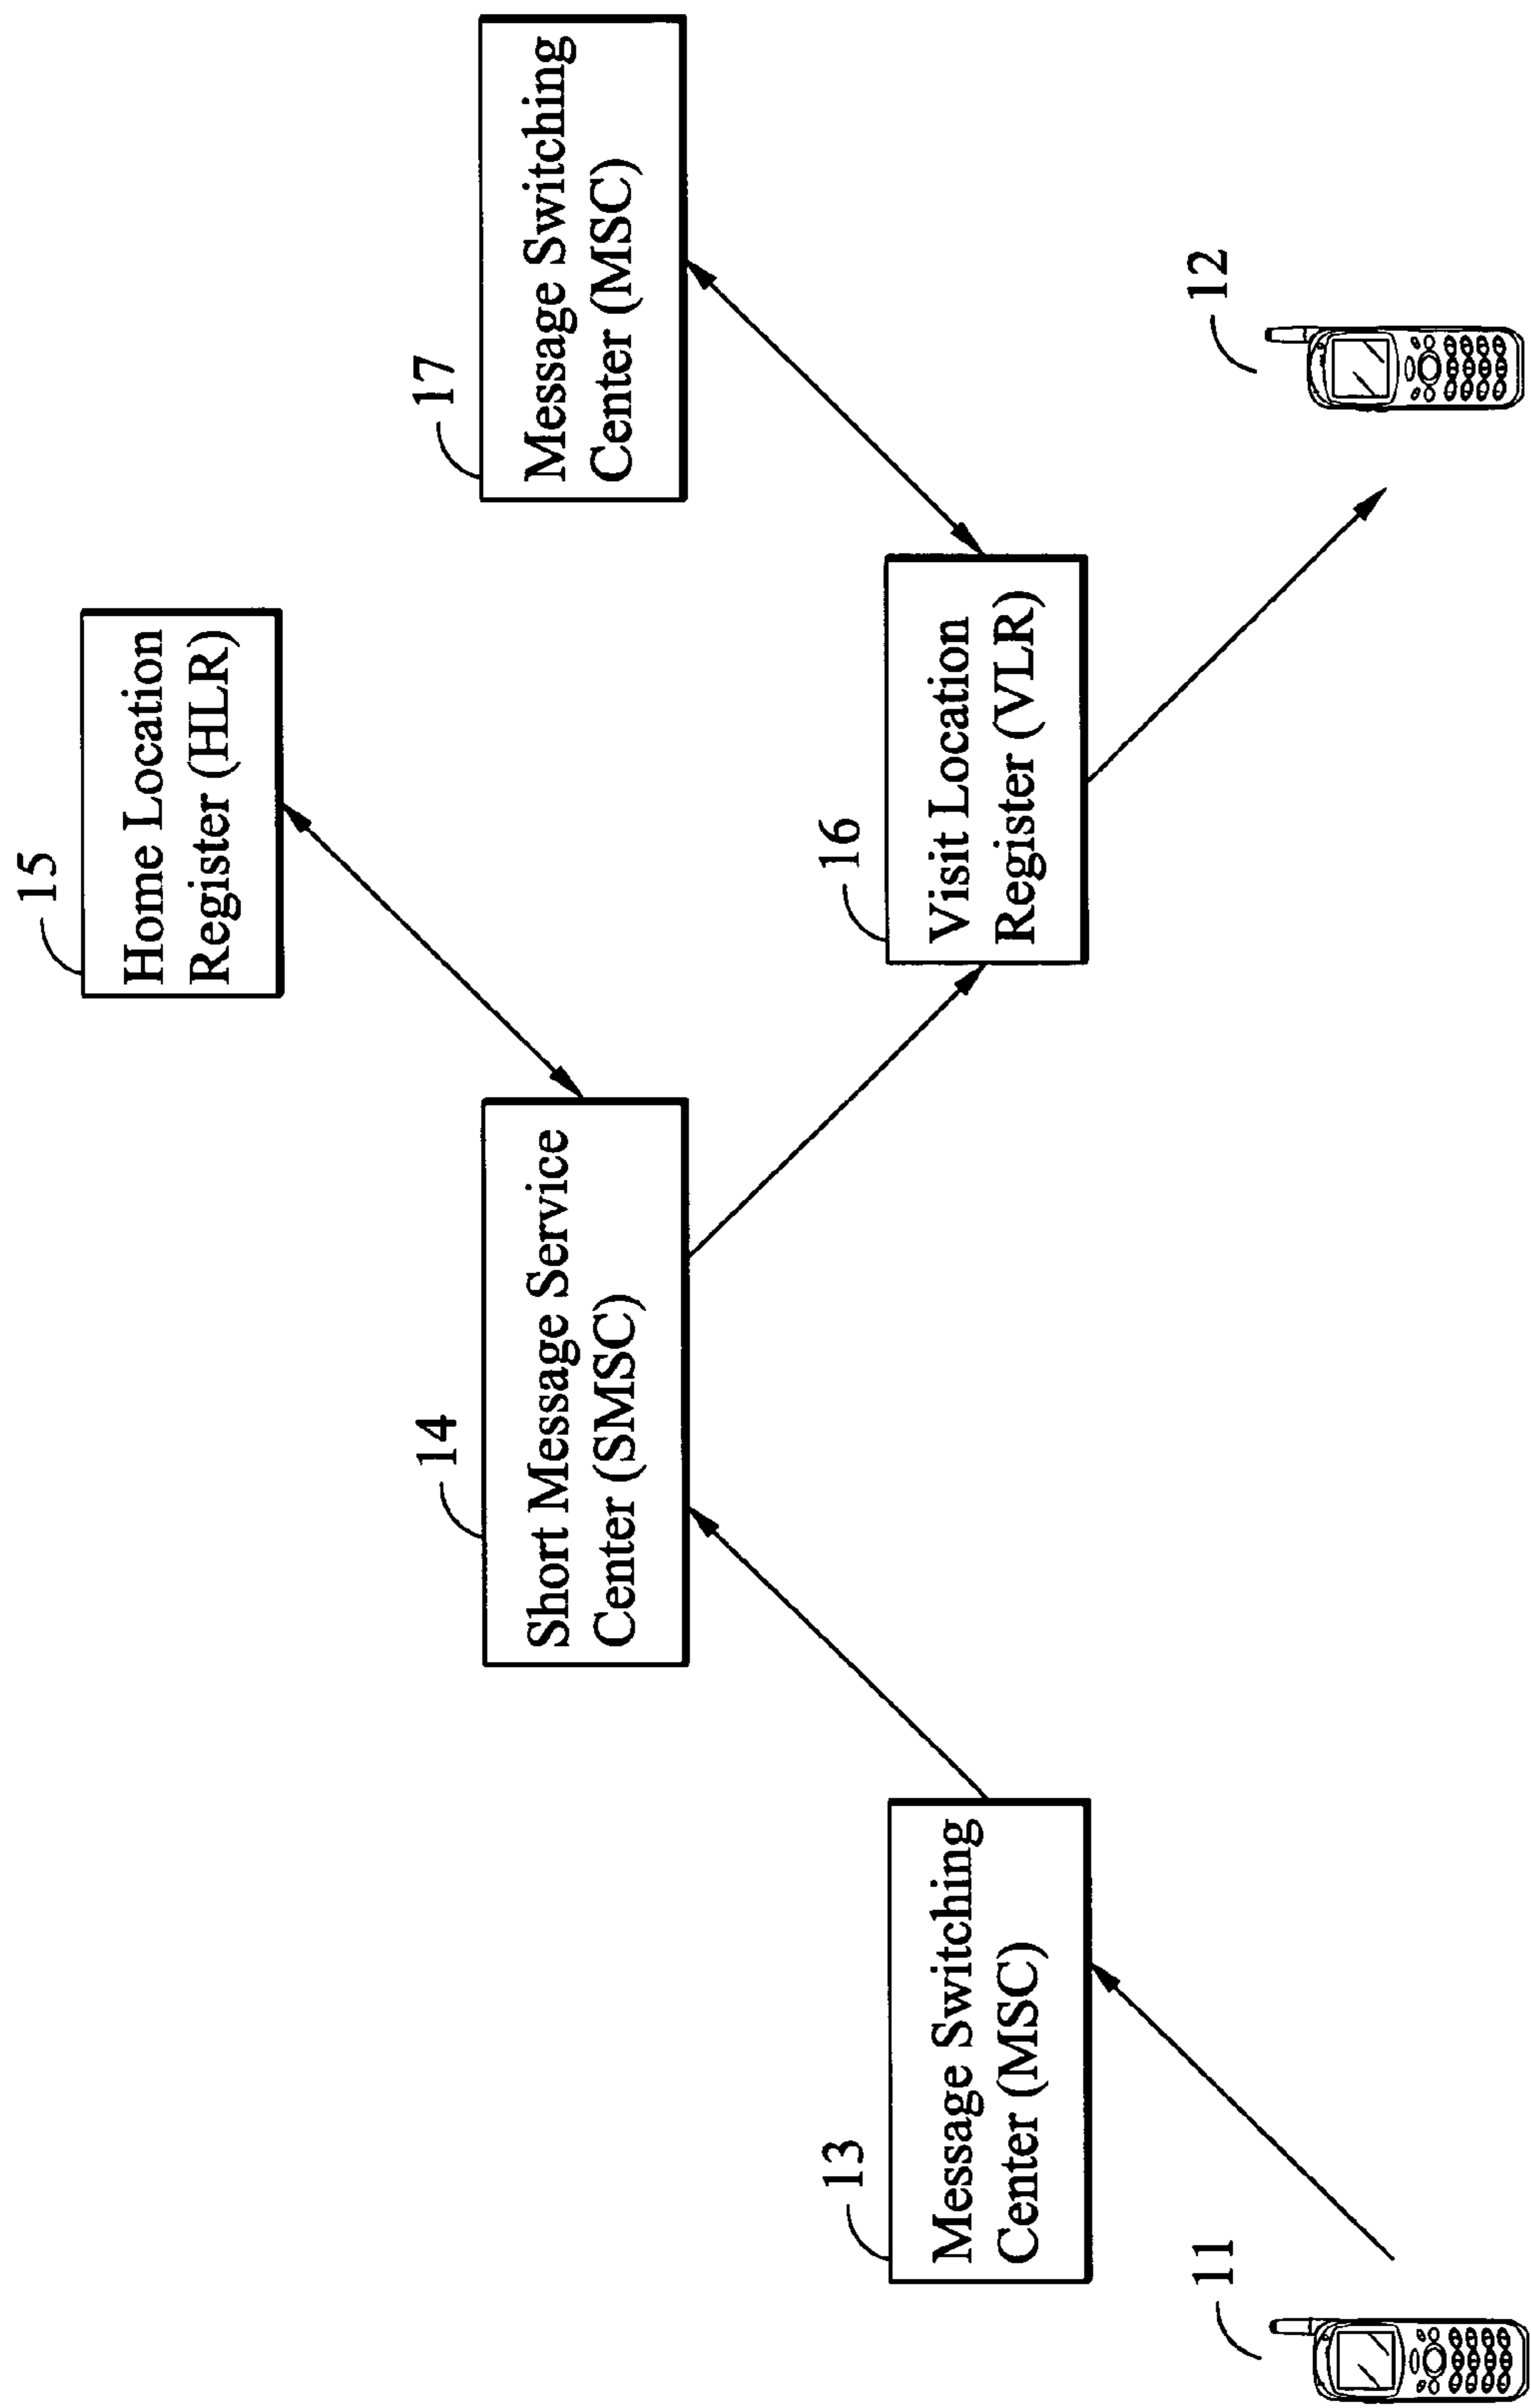 15
Home Location
Register (HLR)
14
Short Message Service
Center (SMSC)
17
Message Switching
Center (MSC)
13
Message Switching
Center (MSC)
16
Visit Location
Register (VLR)
11
12